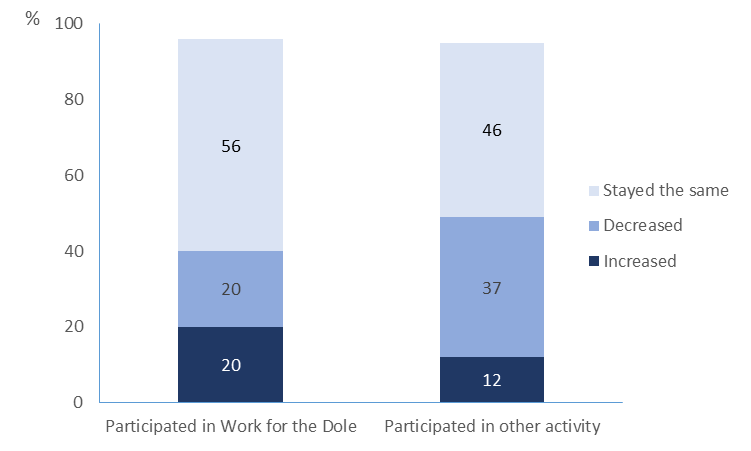 %
100
80
60
40
20
0
56
20
20
46
37
12
Stayed the same
Decreased
Increased
Participated in Work for the Dole
Participated in other activity